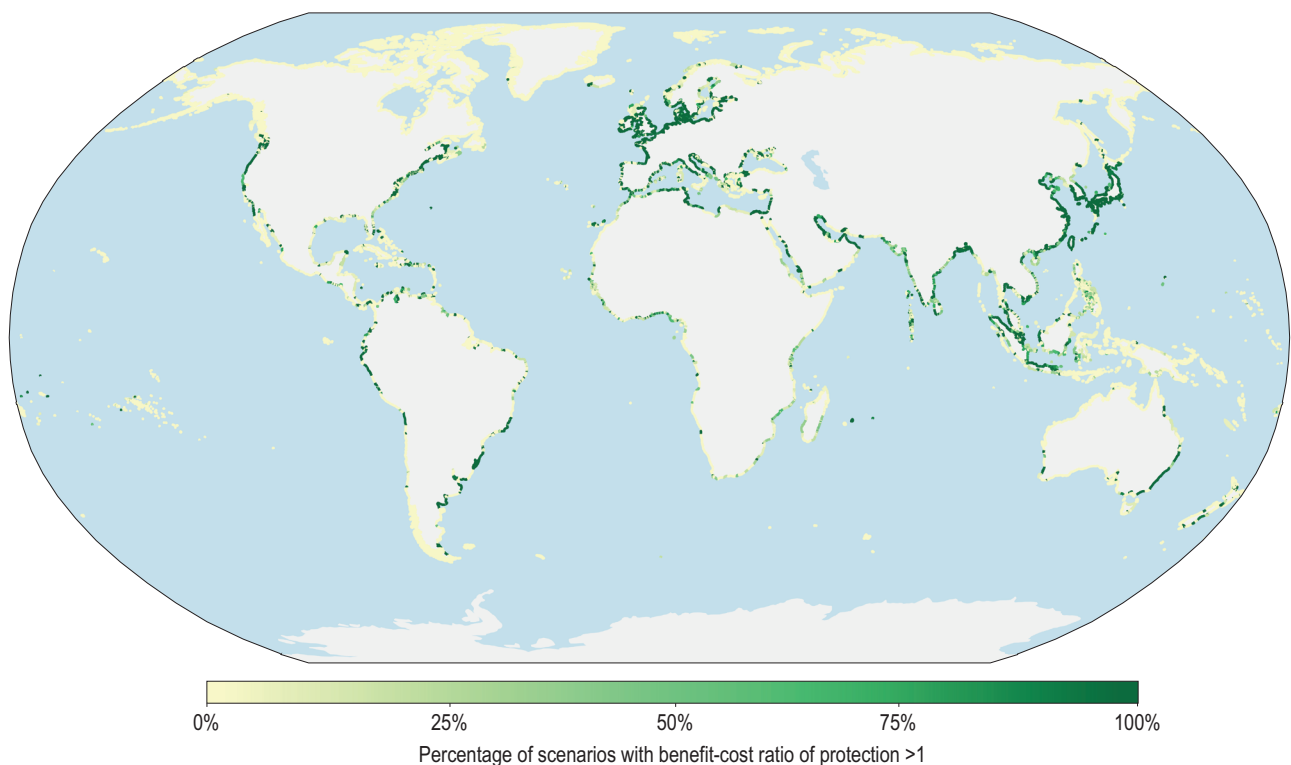 0% 25% 50% 75% 100%
Percentage of scenarios with benefit-cost ratio of protection >1